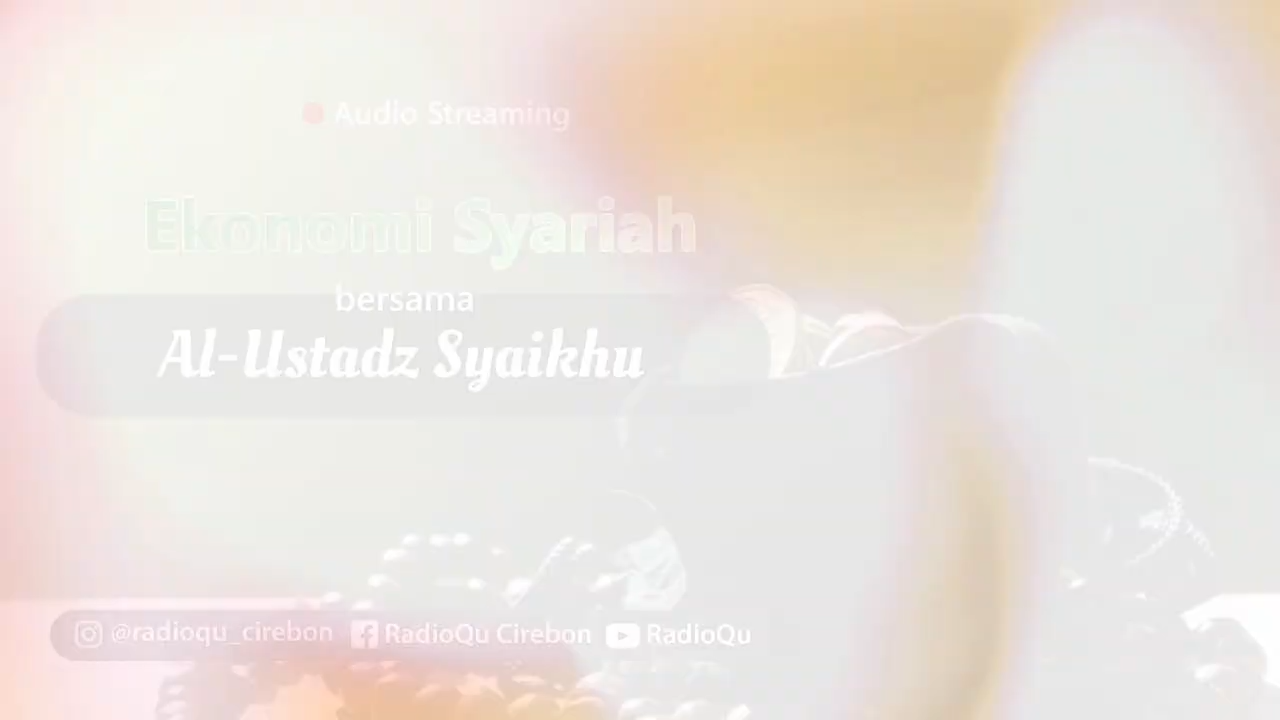 Audio Streaming
Ekonomi Syariah
bersama
Al-Ustadz Syaikhu
@radioqu_cirebon RadioQu Cirebon RadioQu